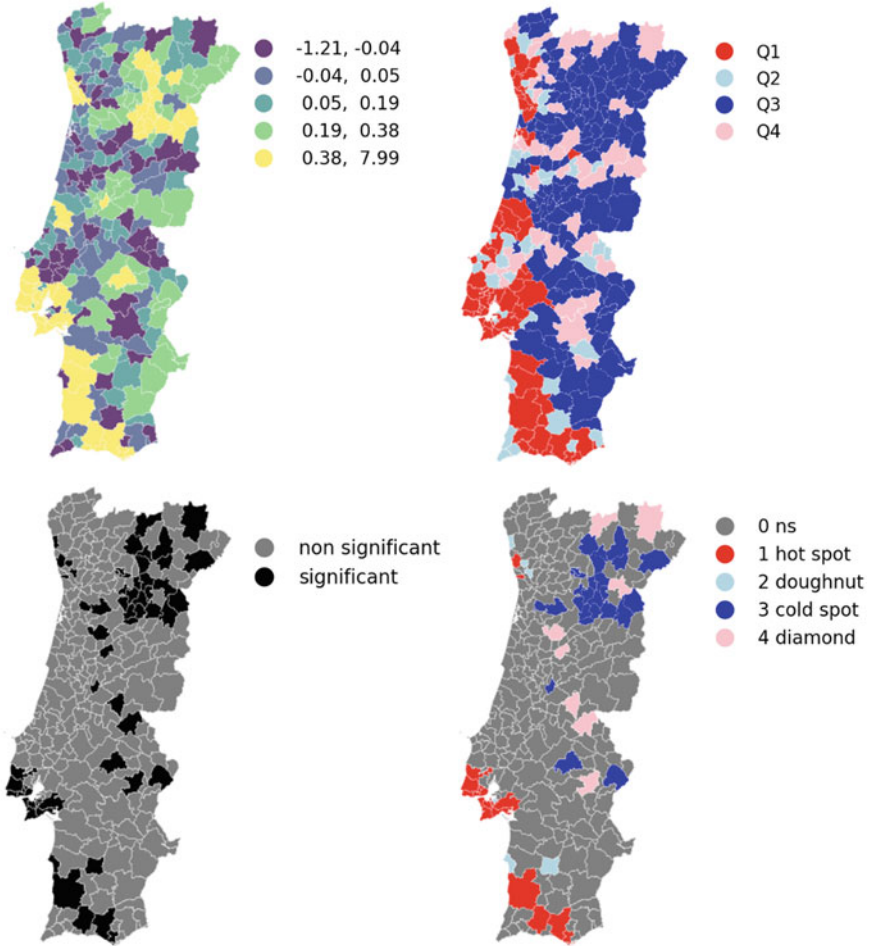 -1.21, -0.04
-0.04, 0.05
0.05, 0.19
0.19, 0.38
0.38, 7.99
Q1
Q2
Q3
Q4
non significant
significant
0 ns
1 hot spot
2 doughnut
3 cold spot
4 diamond